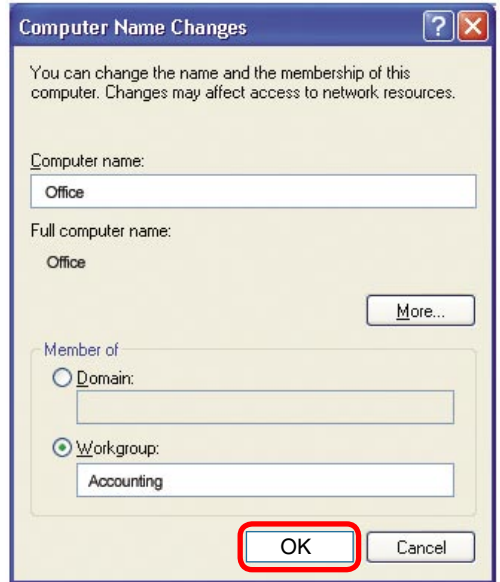 Computer Name Changes
You can change the name and the membership of this
computer. Changes may affect access to network resources.
Computer name:
Office
Full computer name:
Office
More...
Member of
Domain:
Workgroup:
Accounting
OK
Cancel